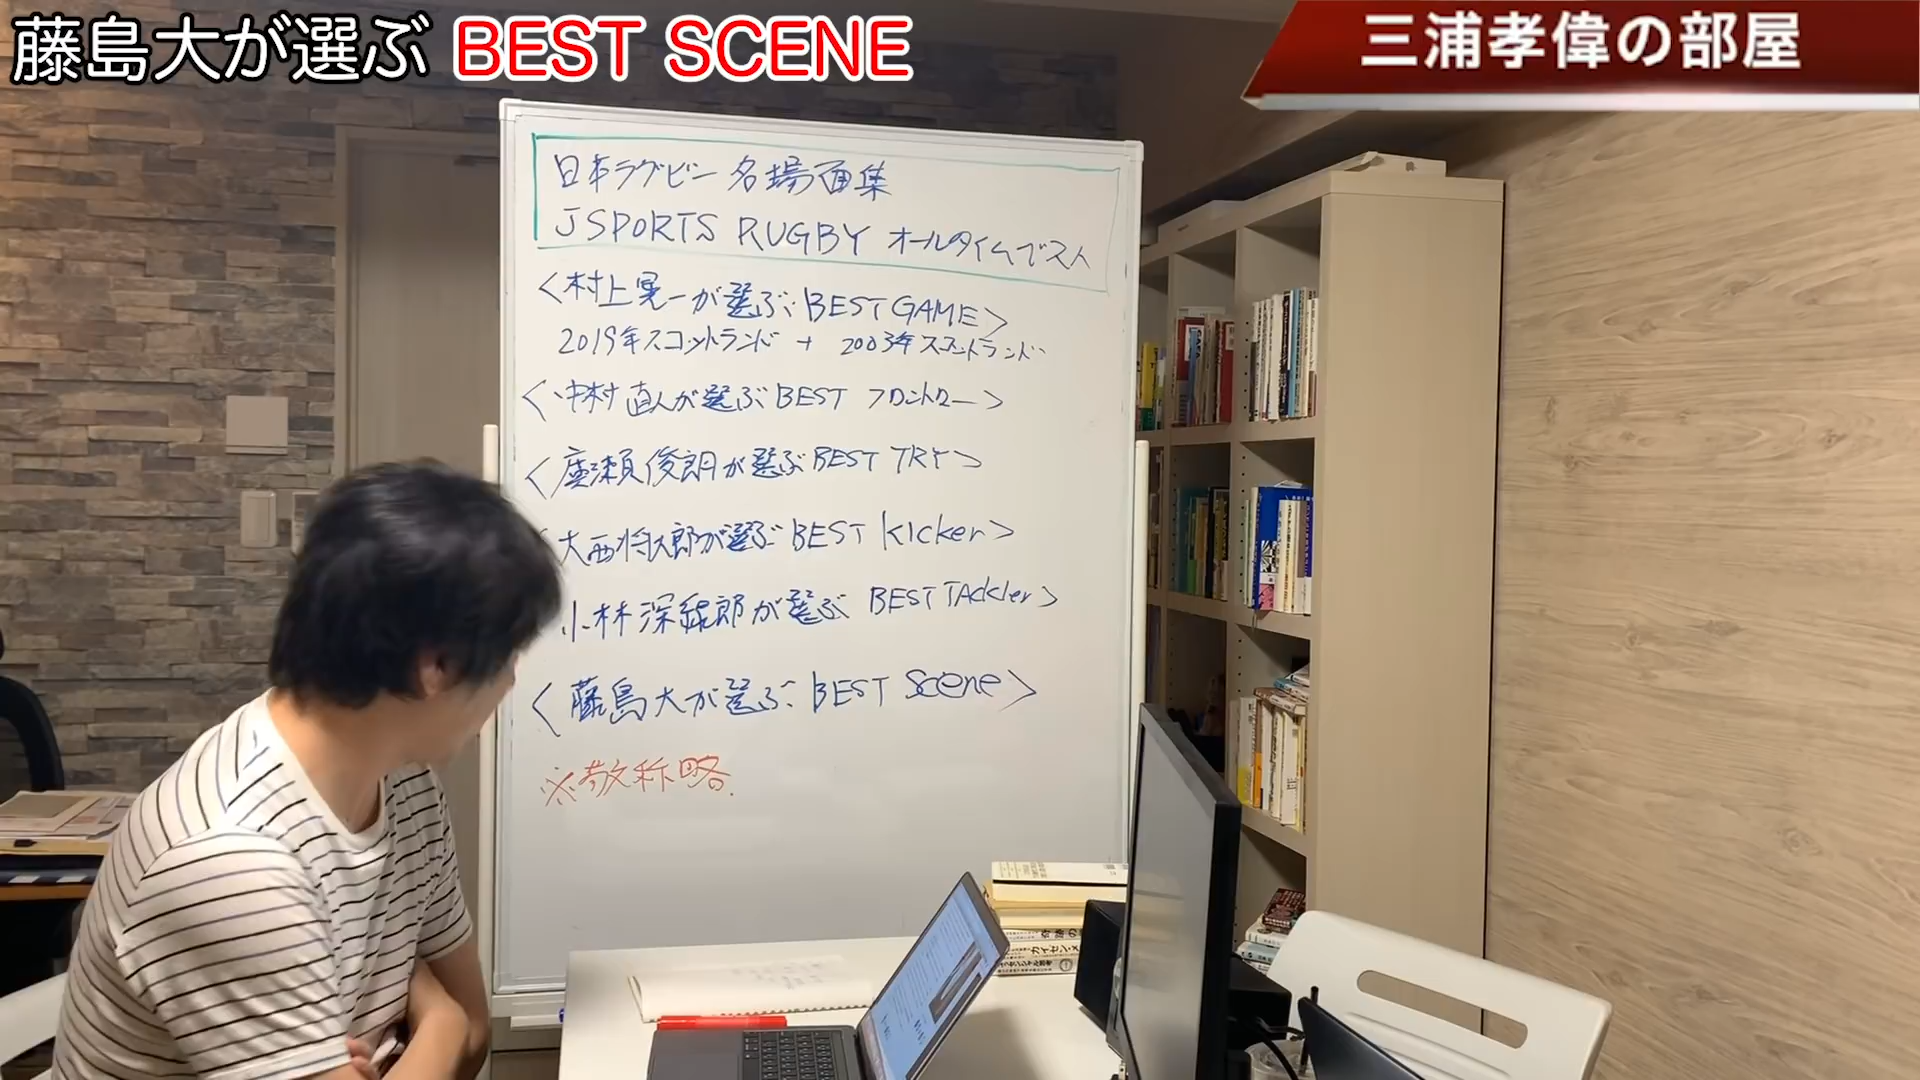 藤島大が選ぶ BEST SCENE
三浦孝偉の部屋
日本ラグビー名場面集
JSPORTS RUGBY オールタイムベスト
<村上晃一が選ぶ BEST GAME>
2019年スコットランド + 2003年スコットランド
<中村直人が選ぶ BEST フロントロー>
<廣瀬俊朗が選ぶ BEST TRY>
大西将太郎が選ぶ BEST kicker>
小林深緑郎が選ぶ BEST TAckler>
<藤島大が選ぶ BEST Scene>
※敬称略